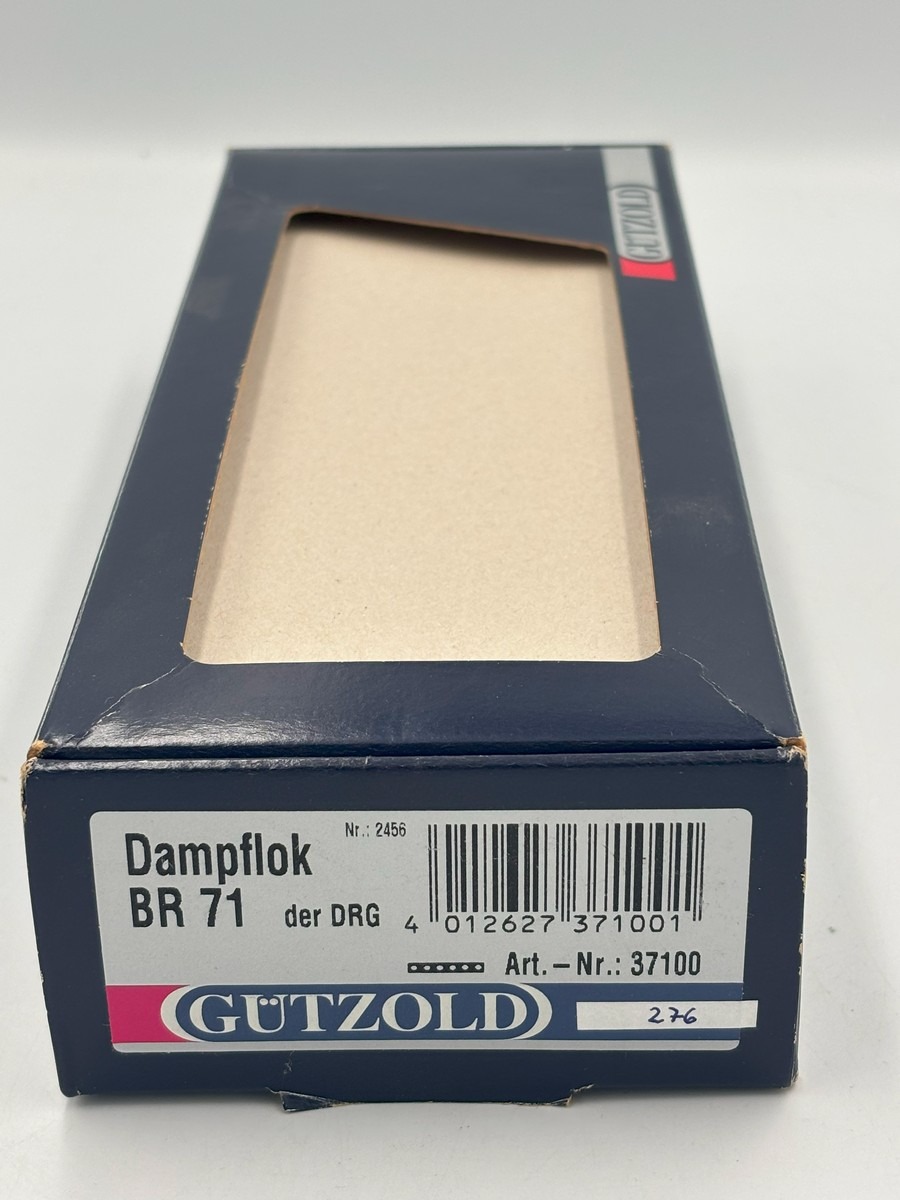 GÜTZOLD
Dampflok
Nr.: 2456
BR 71 der DRG
4 012627 371001
Art.–Nr.: 37100
GÜTZOLD
276